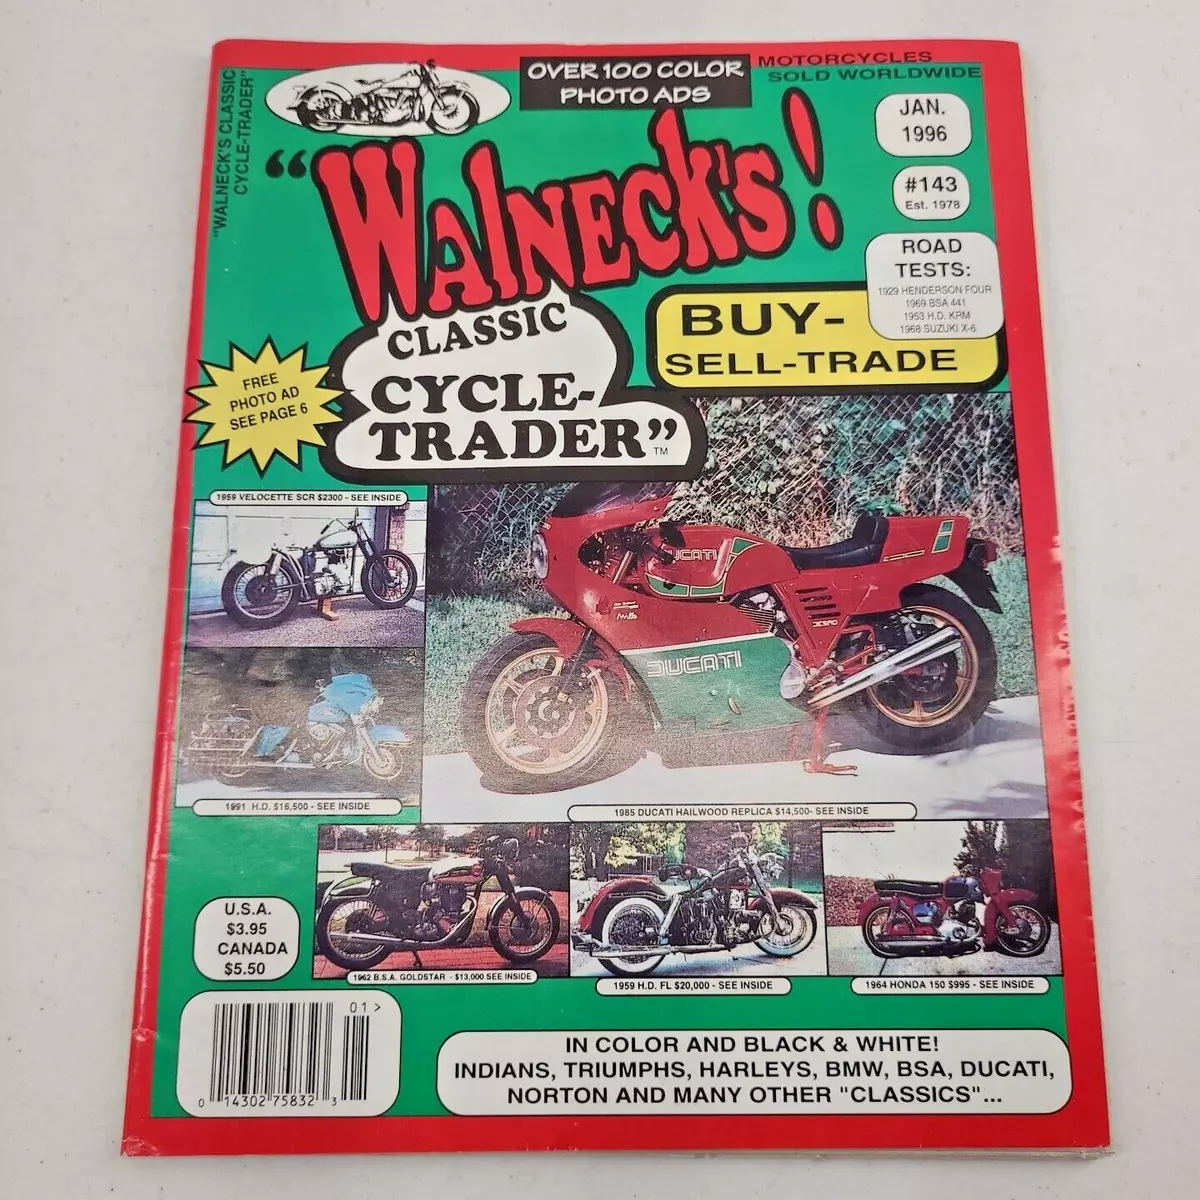 "WALNECK'S CLASSIC
CYCLE-TRADER"
OVER 100 COLOR
PHOTO ADS
MOTORCYCLES
SOLD WORLDWIDE
JAN.
1996
#143
Est. 1978
"WALNECK'S!
CLASSIC
CYCLE-
TRADER"™
ROAD
TESTS:
1929 HENDERSON FOUR
1969 BSA 441
1953 H.D. KRM
1968 SUZUKI X-6
BUY-
SELL-TRADE
FREE
PHOTO AD
SEE PAGE 6
1959 VELOCETTE SCR $2300 - SEE INSIDE
DUCATI
Mille
DESMO
DUCATI
1991 H.D. $16,500 - SEE INSIDE
1985 DUCATI HAILWOOD REPLICA $14,500- SEE INSIDE
U.S.A.
$3.95
CANADA
$5.50
1962 B.S.A. GOLDSTAR - $13,000 SEE INSIDE
1959 H.D. FL $20,000 - SEE INSIDE
1964 HONDA 150 $995 - SEE INSIDE
01>
0 14302 75832 3
IN COLOR AND BLACK & WHITE!
INDIANS, TRIUMPHS, HARLEYS, BMW, BSA, DUCATI,
NORTON AND MANY OTHER "CLASSICS"...